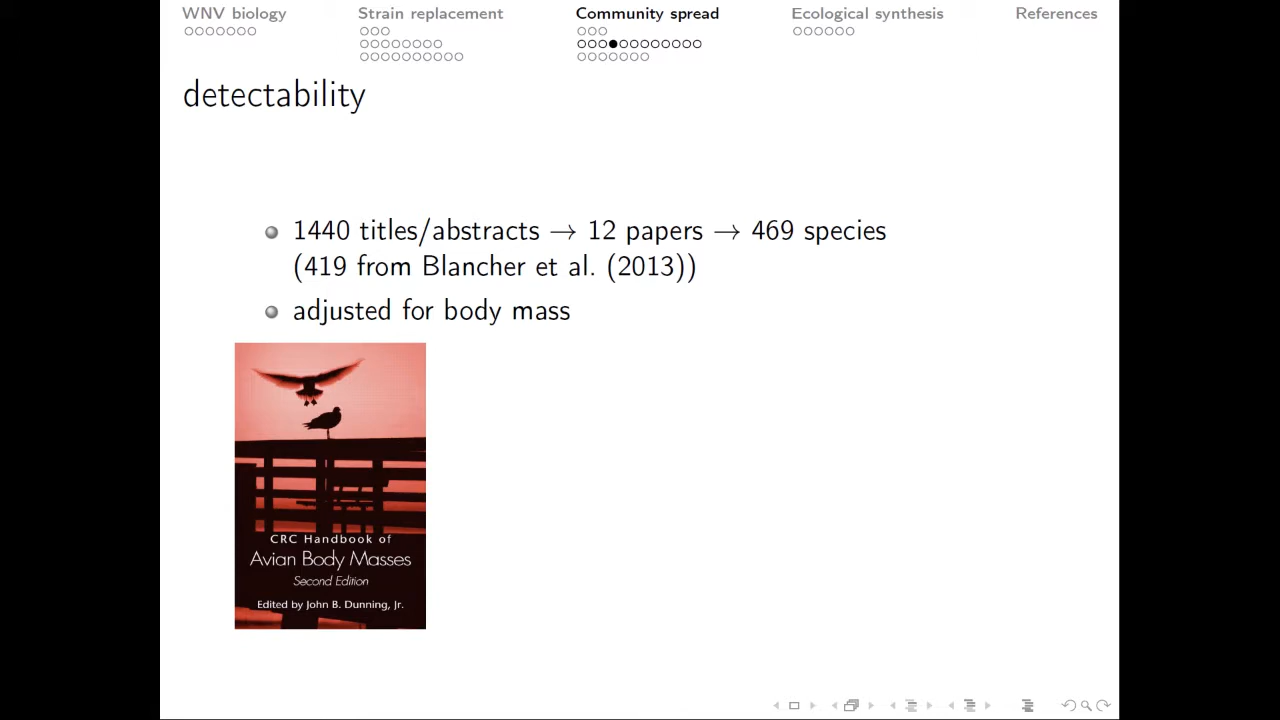 WNV biology Strain replacement Community spread Ecological synthesis References
detectability
1440 titles/abstracts → 12 papers → 469 species
(419 from Blancher et al. (2013))
adjusted for body mass
CRC Handbook of
Avian Body Masses
Second Edition
Edited by John B. Dunning, Jr.